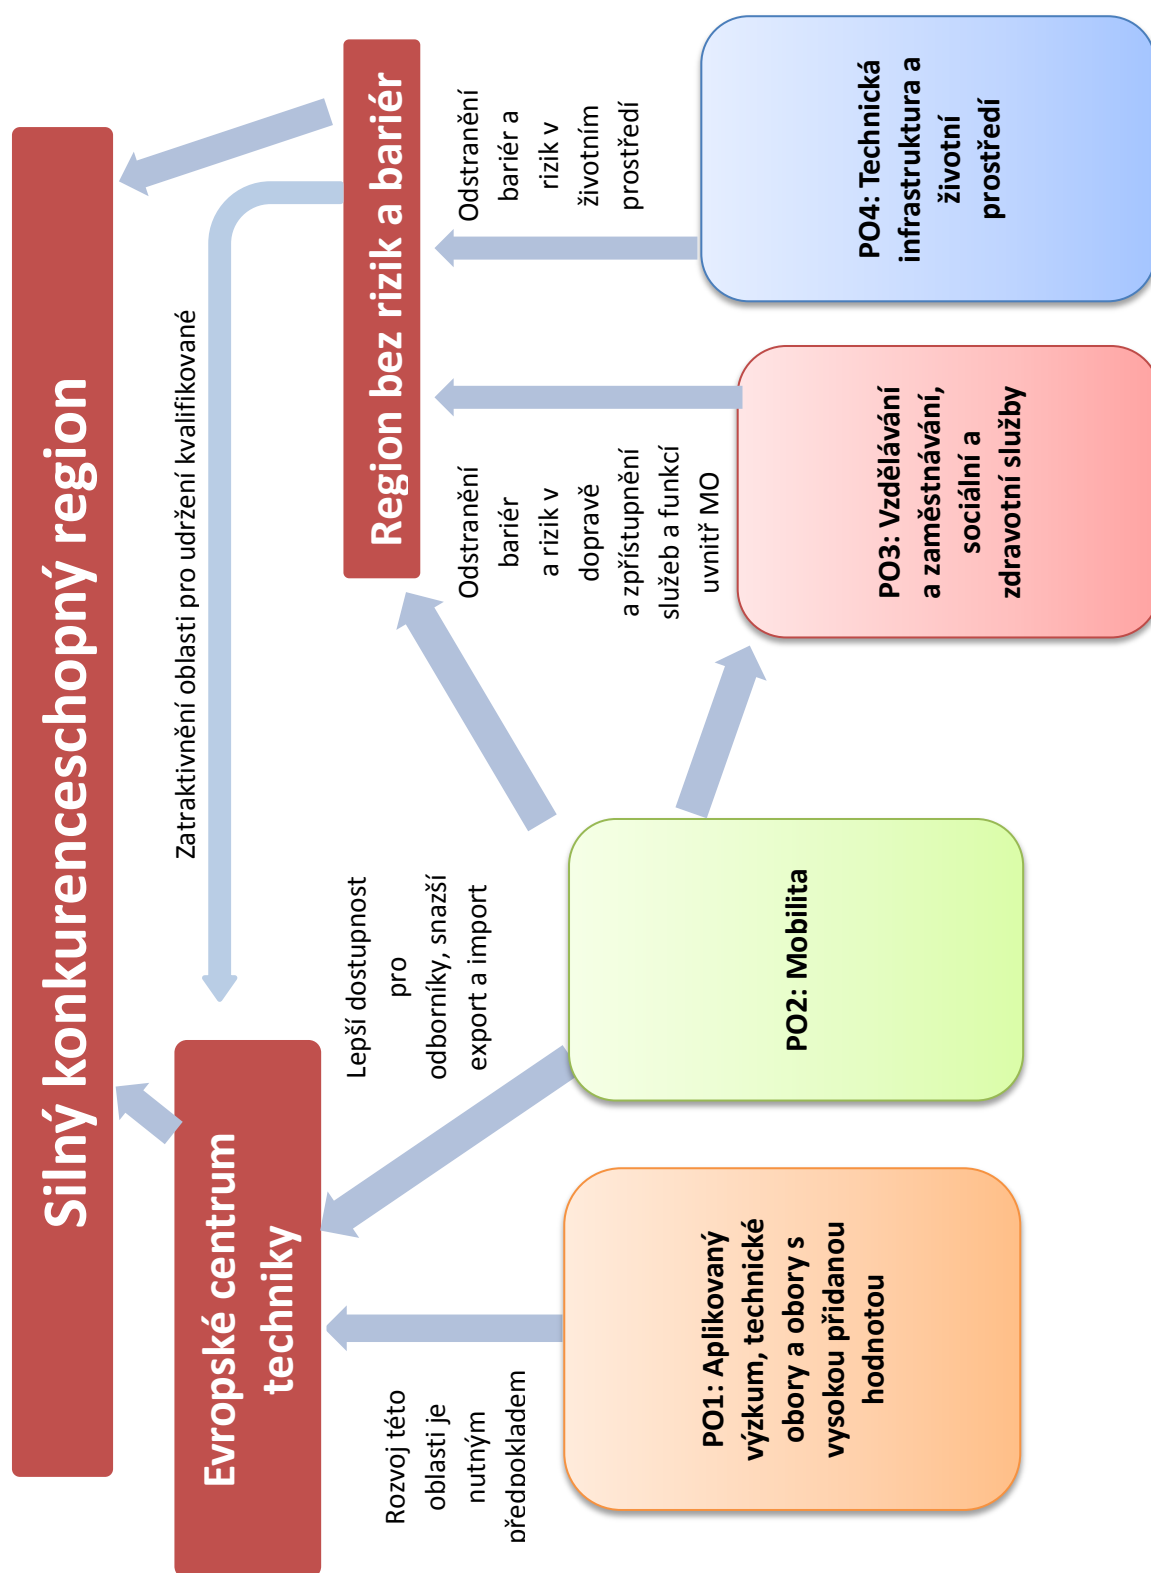 Silný konkurenceschopný region
Zatraktivnění oblasti pro udržení kvalifikované
Evropské centrum
techniky
Region bez rizik a bariér
Rozvoj této
oblasti je
nutným
předpokladem
Lepší dostupnost
pro
odborníky, snazší
export a import
Odstranění
bariér
a rizik v
dopravě
a zpřístupnění
služeb a funkcí
uvnitř MO
Odstranění
bariér a
rizik v
životním
prostředí
PO1: Aplikovaný
výzkum, technické
obory a obory s
vysokou přidanou
hodnotou
PO2: Mobilita
PO3: Vzdělávání
a zaměstnávání,
sociální a
zdravotní služby
PO4: Technická
infrastruktura a
životní
prostředí